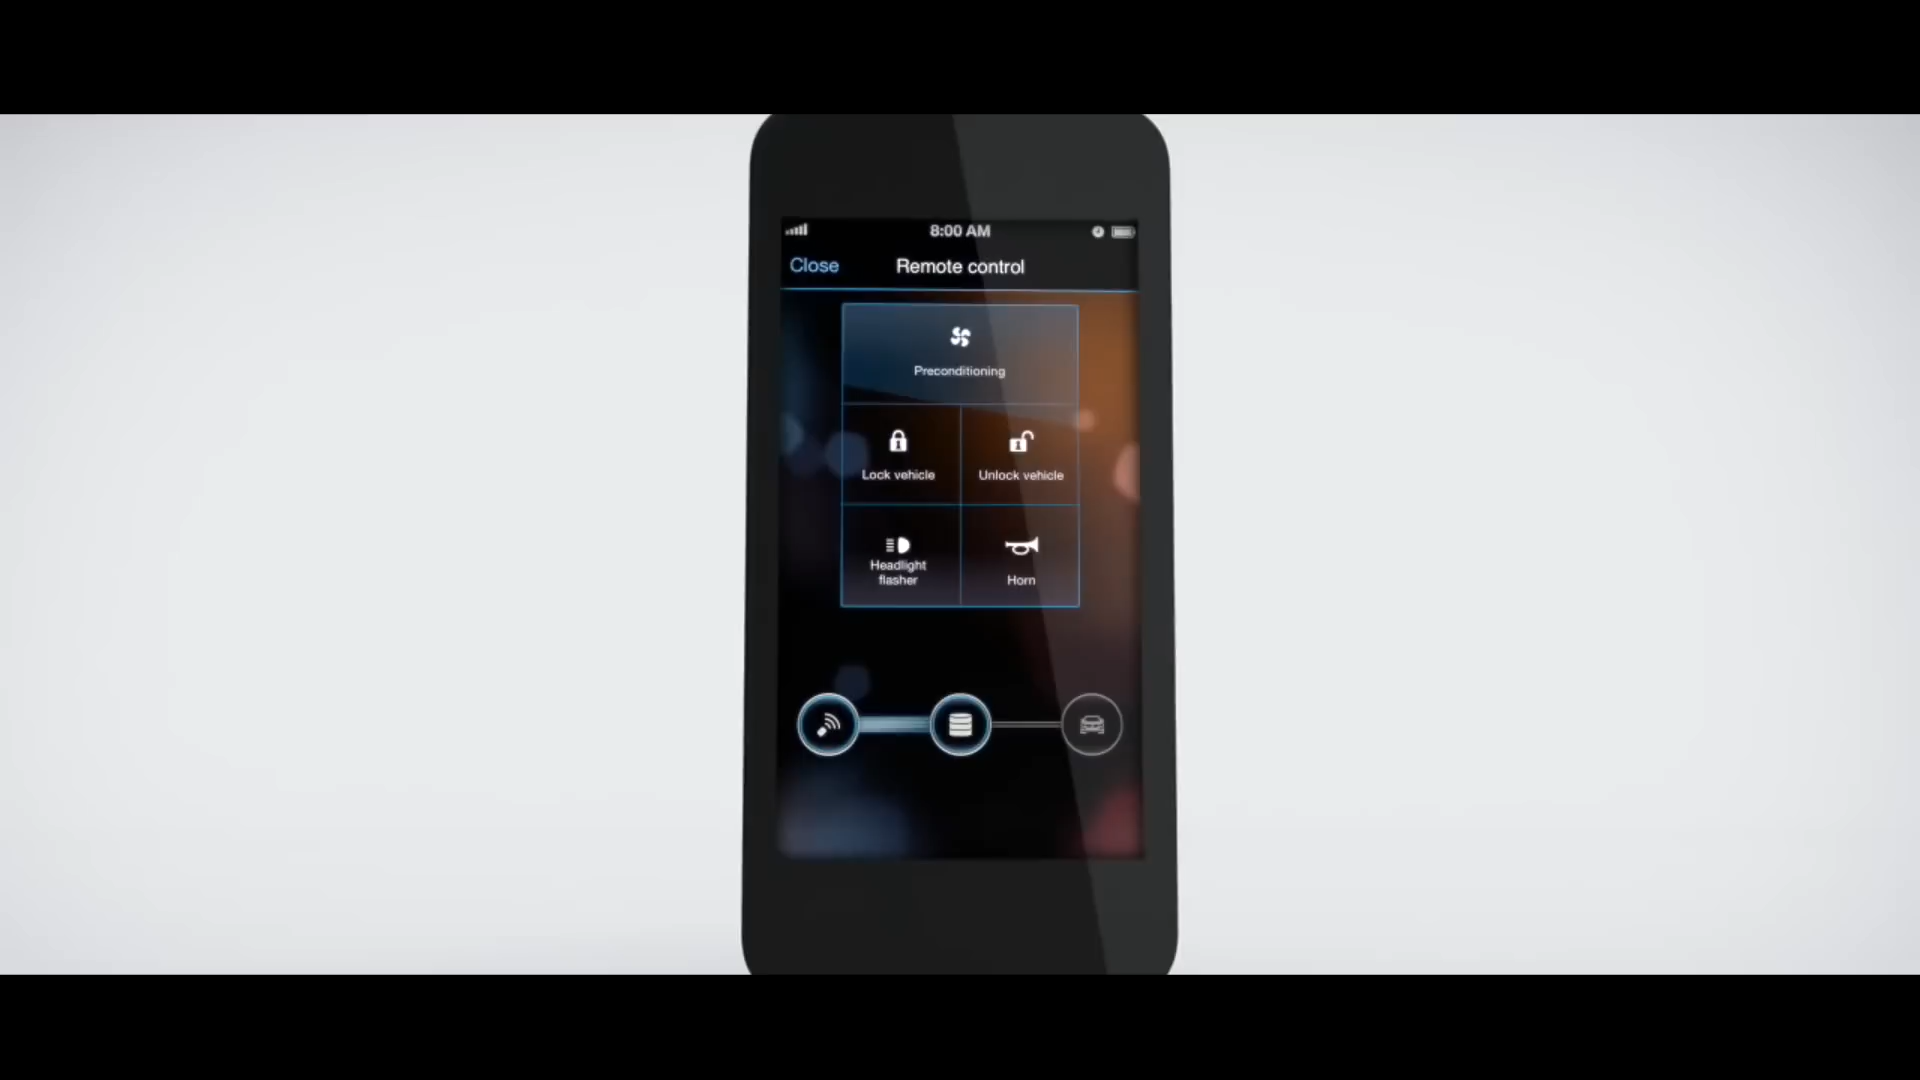 8:00 AM
Close
Remote control
Preconditioning
Lock vehicle
Unlock vehicle
Headlight
flasher
Horn